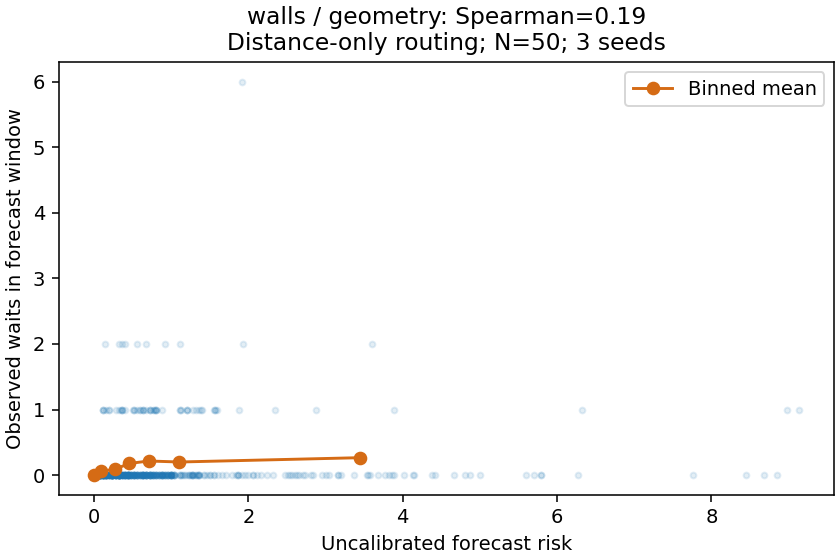 walls / geometry: Spearman=0.19
Distance-only routing; N=50; 3 seeds
Binned mean
Observed waits in forecast window
6
5
4
3
2
1
0
0 2 4 6 8
Uncalibrated forecast risk